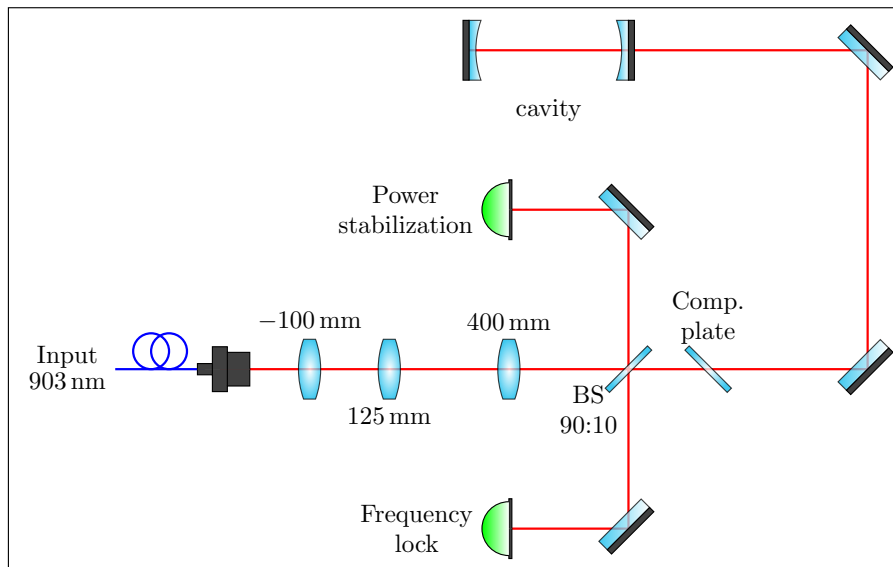 cavity
Power
stabilization
Comp.
plate
−100 mm
400 mm
Input
903 nm
125 mm
BS
90:10
Frequency
lock